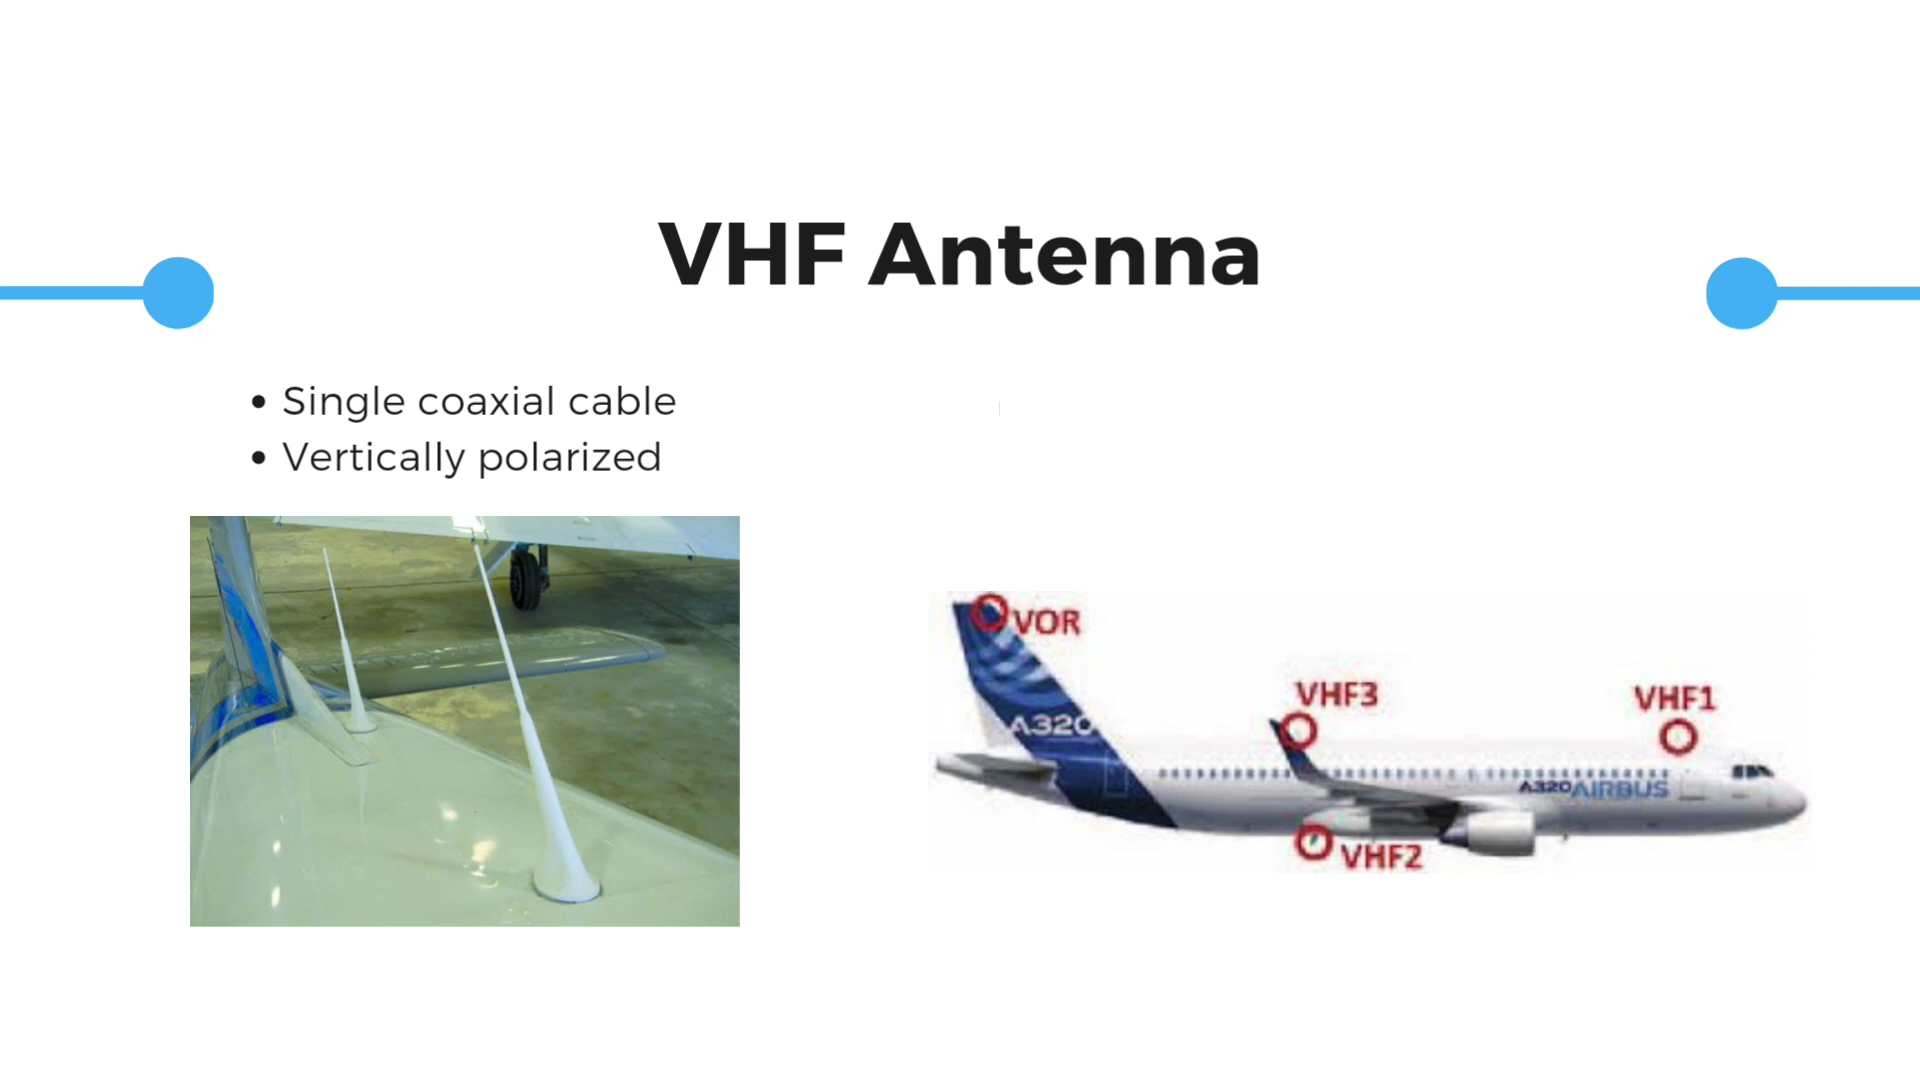 VHF Antenna
• Single coaxial cable
• Vertically polarized
VOR
VHF3
VHF1
A320
A320 AIRBUS
VHF2